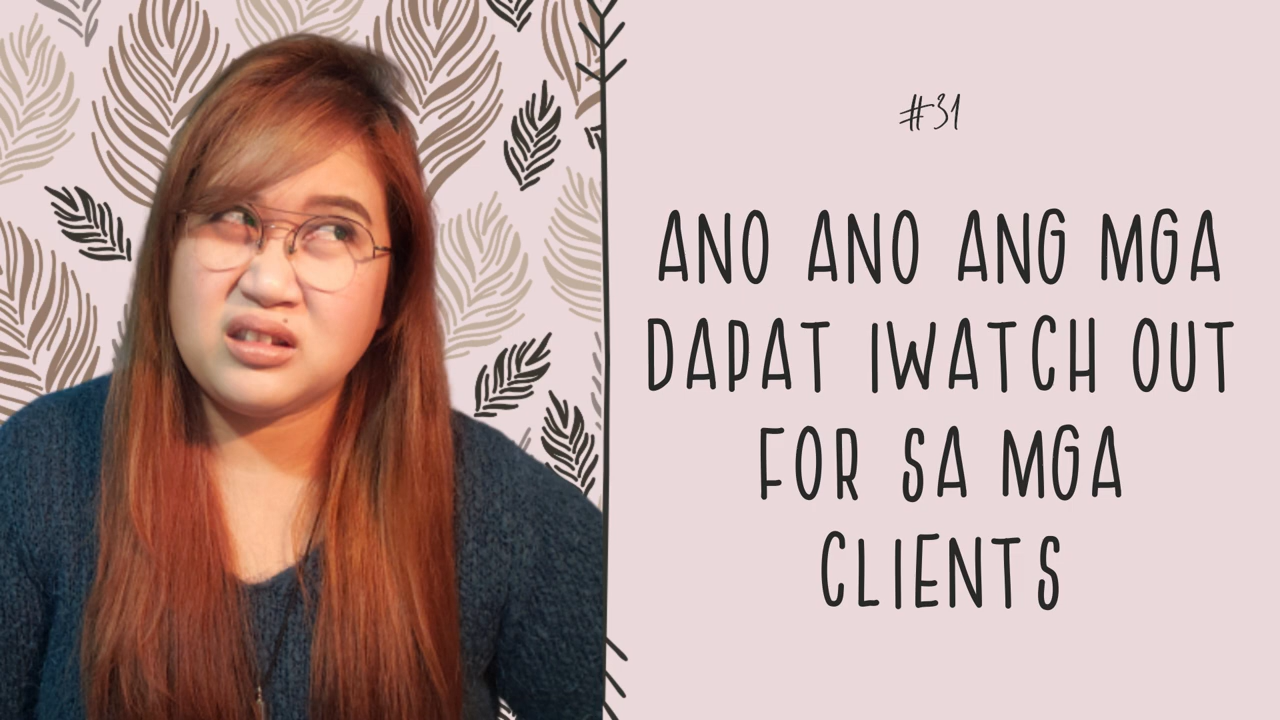 #31
ANO ANO ANG MGA
DAPAT IWATCH OUT
FOR SA MGA
CLIENTS